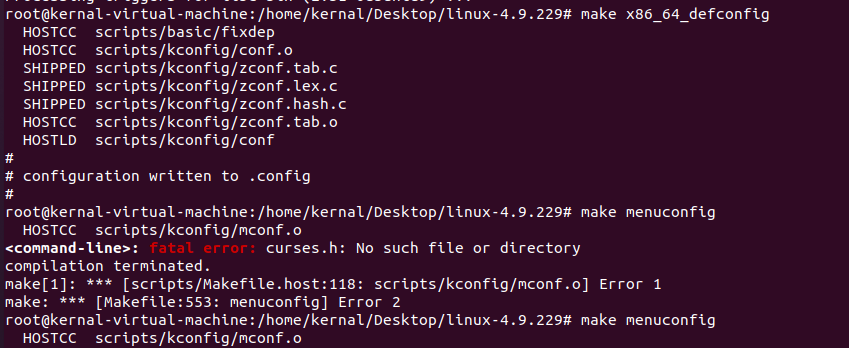 root@kernal-virtual-machine:/home/kernal/Desktop/linux-4.9.229# make x86_64_defconfig
HOSTCC scripts/basic/fixdep
HOSTCC scripts/kconfig/conf.o
SHIPPED scripts/kconfig/zconf.tab.c
SHIPPED scripts/kconfig/zconf.lex.c
SHIPPED scripts/kconfig/zconf.hash.c
HOSTCC scripts/kconfig/zconf.tab.o
HOSTLD scripts/kconfig/conf
#
# configuration written to .config
#
root@kernal-virtual-machine:/home/kernal/Desktop/linux-4.9.229# make menuconfig
HOSTCC scripts/kconfig/mconf.o
<command-line>: fatal error: curses.h: No such file or directory
compilation terminated.
make[1]: *** [scripts/Makefile.host:118: scripts/kconfig/mconf.o] Error 1
make: *** [Makefile:553: menuconfig] Error 2
root@kernal-virtual-machine:/home/kernal/Desktop/linux-4.9.229# make menuconfig
HOSTCC scripts/kconfig/mconf.o